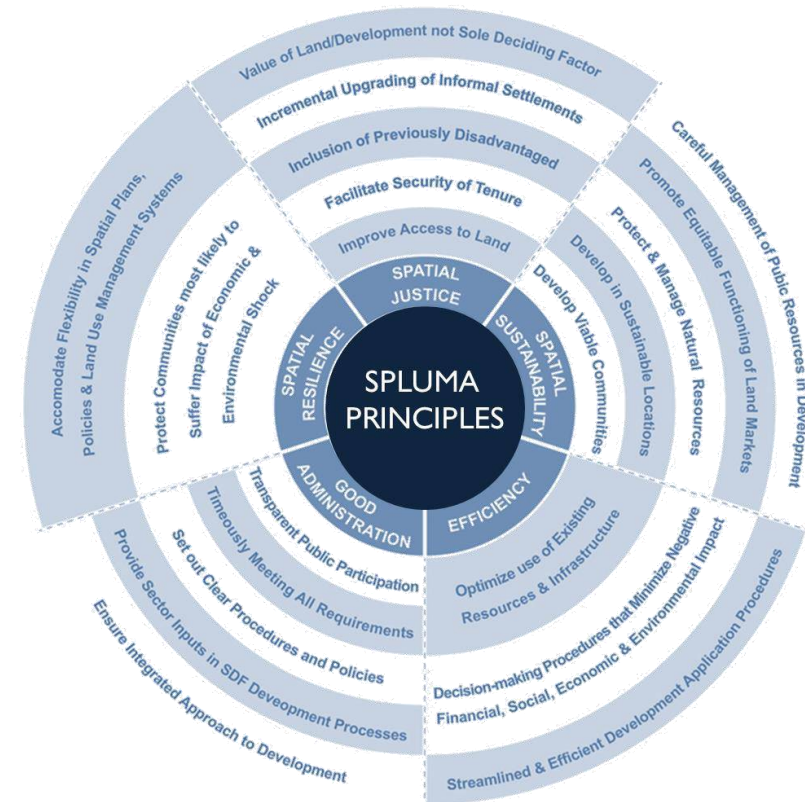 SPLUMA
PRINCIPLES
SPATIAL
JUSTICE
Improve Access to Land
Facilitate Security of Tenure
Inclusion of Previously Disadvantaged
Incremental Upgrading of Informal Settlements
Value of Land/Development not Sole Deciding Factor
SPATIAL
SUSTAINABILITY
Develop Viable Communities
Develop in Sustainable Locations
Protect & Manage Natural Resources
Promote Equitable Functioning of Land Markets
Careful Management of Pubic Resources in Development
EFFICIENCY
Optimize use of Existing
Resources & Infrastructure
Decision-making Procedures that Minimize Negative
Financial, Social, Economic & Environmental Impact
Streamlined & Efficient Development Application Procedures
GOOD
ADMINISTRATION
Transparent Public Participation
Timeously Meeting All Requirements
Set out Clear Procedures and Policies
Provide Sector Inputs in SDF Deveopment Processes
Ensure Integrated Approach to Development
SPATIAL
RESILIENCE
Protect Communities most likely to
Suffer Impact of Economic &
Environmental Shock
Accomodate Flexibility in Spatial Plans,
Policies & Land Use Management Systems